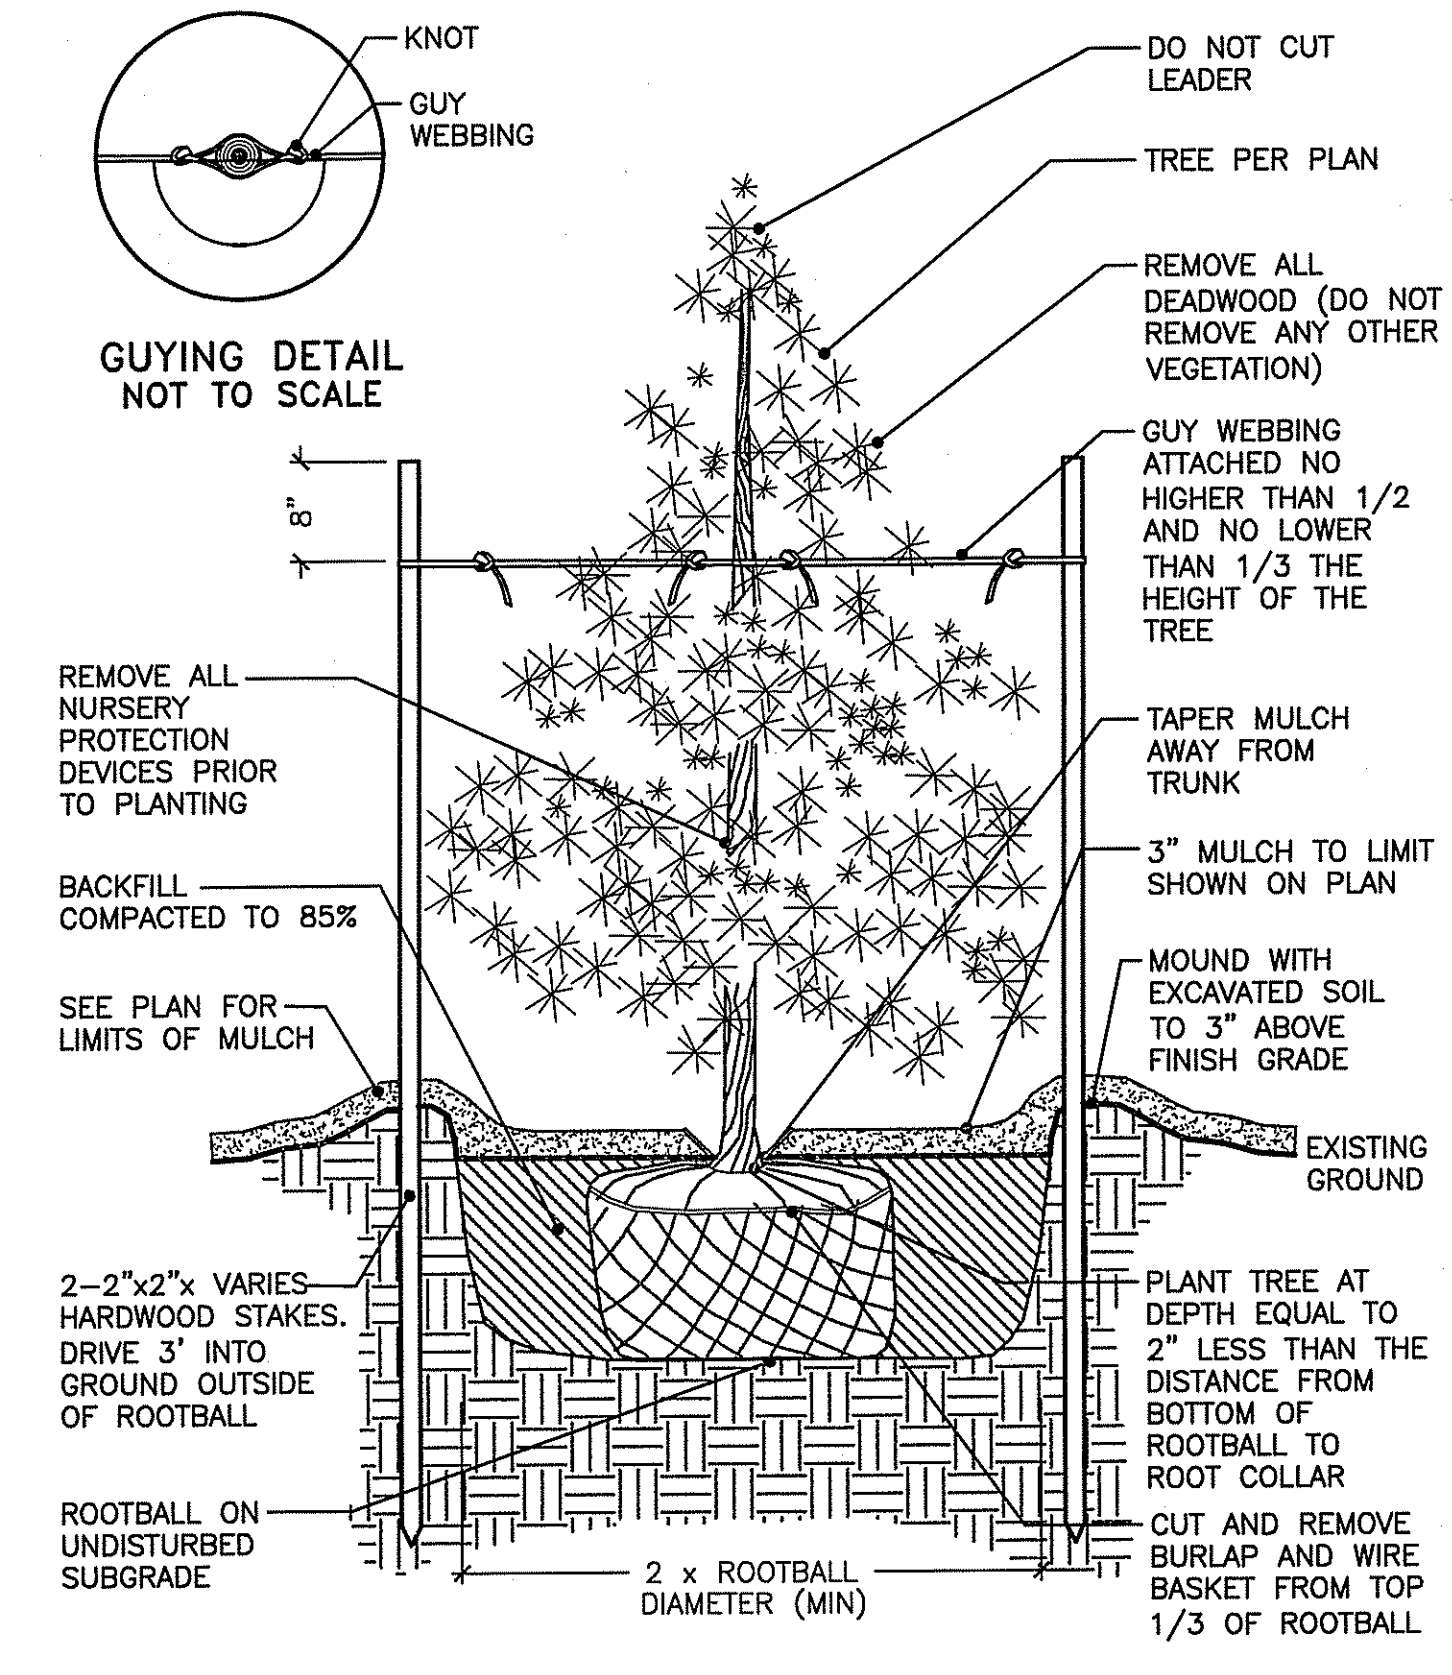 KNOT
GUY
WEBBING
GUYING DETAIL
NOT TO SCALE
8"
REMOVE ALL
NURSERY
PROTECTION
DEVICES PRIOR
TO PLANTING
BACKFILL
COMPACTED TO 85%
SEE PLAN FOR
LIMITS OF MULCH
2-2"x2"x VARIES
HARDWOOD STAKES.
DRIVE 3' INTO
GROUND OUTSIDE
OF ROOTBALL
ROOTBALL ON
UNDISTURBED
SUBGRADE
2 x ROOTBALL
DIAMETER (MIN)
DO NOT CUT
LEADER
TREE PER PLAN
REMOVE ALL
DEADWOOD (DO NOT
REMOVE ANY OTHER
VEGETATION)
GUY WEBBING
ATTACHED NO
HIGHER THAN 1/2
AND NO LOWER
THAN 1/3 THE
HEIGHT OF THE
TREE
TAPER MULCH
AWAY FROM
TRUNK
3" MULCH TO LIMIT
SHOWN ON PLAN
MOUND WITH
EXCAVATED SOIL
TO 3" ABOVE
FINISH GRADE
EXISTING
GROUND
PLANT TREE AT
DEPTH EQUAL TO
2" LESS THAN THE
DISTANCE FROM
BOTTOM OF
ROOTBALL TO
ROOT COLLAR
CUT AND REMOVE
BURLAP AND WIRE
BASKET FROM TOP
1/3 OF ROOTBALL